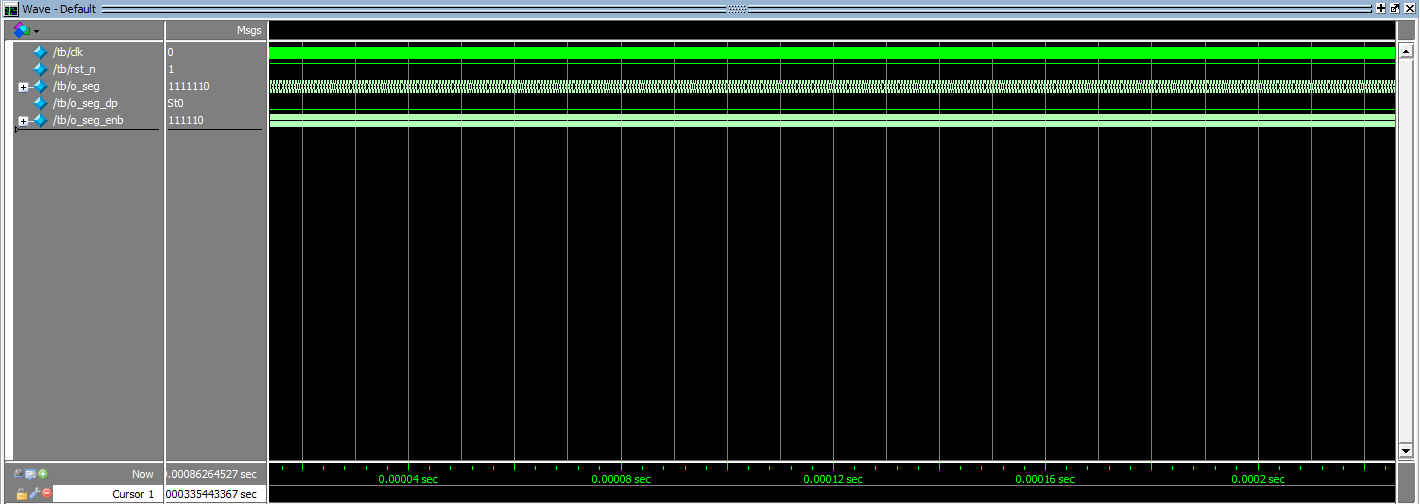 Wave - Default
Msgs
/tb/clk 0
/tb/rst_n 1
/tb/o_seg 1111110
/tb/o_seg_dp St0
/tb/o_seg_enb 111110
Now .00086264527 sec
0.00004 sec 0.00008 sec 0.00012 sec 0.00016 sec 0.0002 sec
Cursor 1 000335443367 sec